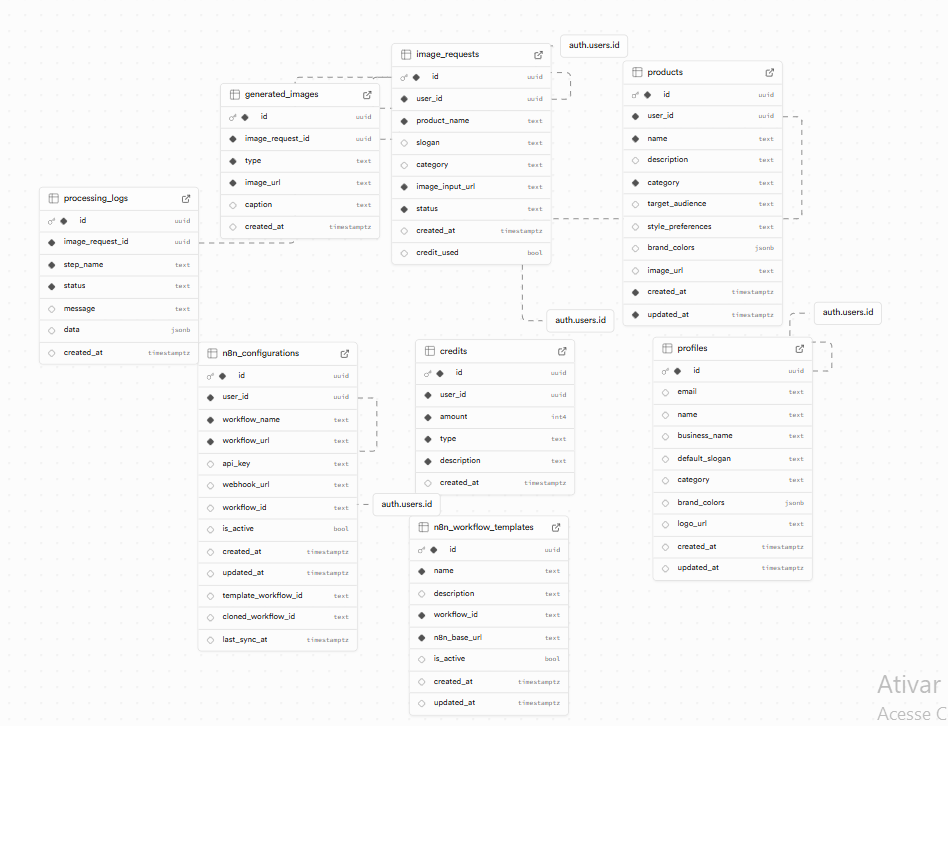 auth.users.id
image_requests
id uuid
user_id uuid
product_name text
slogan text
category text
image_input_url text
status text
created_at timestamptz
credit_used bool
products
id uuid
user_id uuid
name text
description text
category text
target_audience text
style_preferences text
brand_colors jsonb
image_url text
created_at timestamptz
updated_at timestamptz
generated_images
id uuid
image_request_id uuid
type text
image_url text
caption text
created_at timestamptz
processing_logs
id uuid
image_request_id uuid
step_name text
status text
message text
data jsonb
created_at timestamptz
auth.users.id
auth.users.id
n8n_configurations
id uuid
user_id uuid
workflow_name text
workflow_url text
api_key text
webhook_url text
workflow_id text
is_active bool
created_at timestamptz
updated_at timestamptz
template_workflow_id text
cloned_workflow_id text
last_sync_at timestamptz
credits
id uuid
user_id uuid
amount int4
type text
description text
created_at timestamptz
profiles
id uuid
email text
name text
business_name text
default_slogan text
category text
brand_colors jsonb
logo_url text
created_at timestamptz
updated_at timestamptz
auth.users.id
n8n_workflow_templates
id uuid
name text
description text
workflow_id text
n8n_base_url text
is_active bool
created_at timestamptz
updated_at timestamptz
Ativar
Acesse C